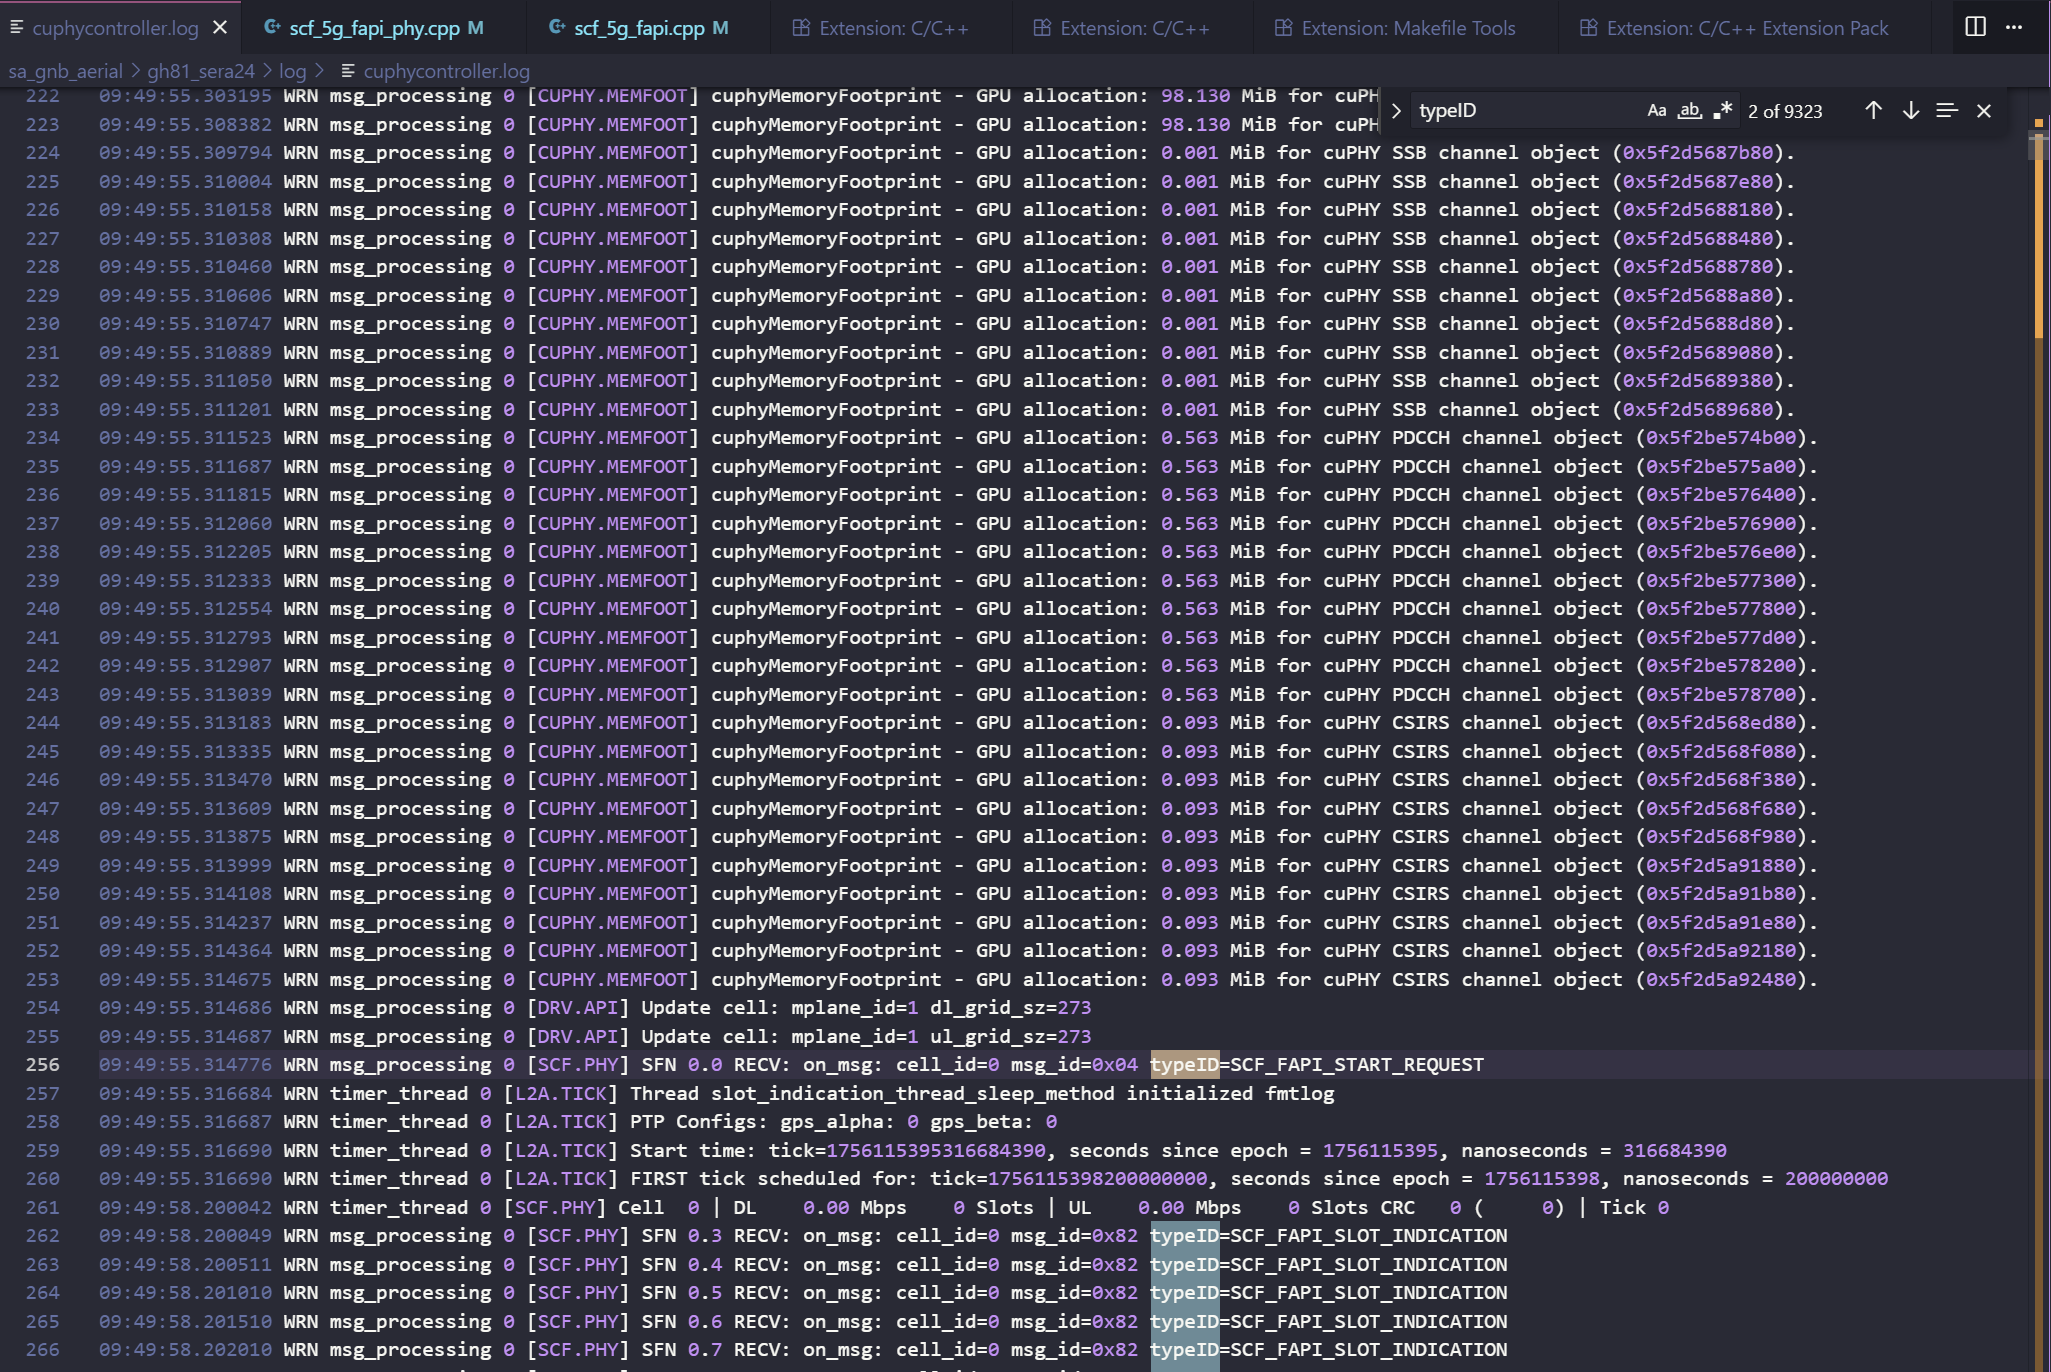 cuphycontroller.log
scf_5g_fapi_phy.cpp M
scf_5g_fapi.cpp M
Extension: C/C++
Extension: C/C++
Extension: Makefile Tools
Extension: C/C++ Extension Pack
sa_gnb_aerial > gh81_sera24 > log > cuphycontroller.log
typeID Aa ab .* 2 of 9323
222 09:49:55.303195 WRN msg_processing 0 [CUPHY.MEMFOOT] cuphyMemoryFootprint - GPU allocation: 98.130 MiB for cuPH
223 09:49:55.308382 WRN msg_processing 0 [CUPHY.MEMFOOT] cuphyMemoryFootprint - GPU allocation: 98.130 MiB for cuPH
224 09:49:55.309794 WRN msg_processing 0 [CUPHY.MEMFOOT] cuphyMemoryFootprint - GPU allocation: 0.001 MiB for cuPHY SSB channel object (0x5f2d5687b80).
225 09:49:55.310004 WRN msg_processing 0 [CUPHY.MEMFOOT] cuphyMemoryFootprint - GPU allocation: 0.001 MiB for cuPHY SSB channel object (0x5f2d5687e80).
226 09:49:55.310158 WRN msg_processing 0 [CUPHY.MEMFOOT] cuphyMemoryFootprint - GPU allocation: 0.001 MiB for cuPHY SSB channel object (0x5f2d5688180).
227 09:49:55.310308 WRN msg_processing 0 [CUPHY.MEMFOOT] cuphyMemoryFootprint - GPU allocation: 0.001 MiB for cuPHY SSB channel object (0x5f2d5688480).
228 09:49:55.310460 WRN msg_processing 0 [CUPHY.MEMFOOT] cuphyMemoryFootprint - GPU allocation: 0.001 MiB for cuPHY SSB channel object (0x5f2d5688780).
229 09:49:55.310606 WRN msg_processing 0 [CUPHY.MEMFOOT] cuphyMemoryFootprint - GPU allocation: 0.001 MiB for cuPHY SSB channel object (0x5f2d5688a80).
230 09:49:55.310747 WRN msg_processing 0 [CUPHY.MEMFOOT] cuphyMemoryFootprint - GPU allocation: 0.001 MiB for cuPHY SSB channel object (0x5f2d5688d80).
231 09:49:55.310889 WRN msg_processing 0 [CUPHY.MEMFOOT] cuphyMemoryFootprint - GPU allocation: 0.001 MiB for cuPHY SSB channel object (0x5f2d5689080).
232 09:49:55.311050 WRN msg_processing 0 [CUPHY.MEMFOOT] cuphyMemoryFootprint - GPU allocation: 0.001 MiB for cuPHY SSB channel object (0x5f2d5689380).
233 09:49:55.311201 WRN msg_processing 0 [CUPHY.MEMFOOT] cuphyMemoryFootprint - GPU allocation: 0.001 MiB for cuPHY SSB channel object (0x5f2d5689680).
234 09:49:55.311523 WRN msg_processing 0 [CUPHY.MEMFOOT] cuphyMemoryFootprint - GPU allocation: 0.563 MiB for cuPHY PDCCH channel object (0x5f2be574b00).
235 09:49:55.311687 WRN msg_processing 0 [CUPHY.MEMFOOT] cuphyMemoryFootprint - GPU allocation: 0.563 MiB for cuPHY PDCCH channel object (0x5f2be575a00).
236 09:49:55.311815 WRN msg_processing 0 [CUPHY.MEMFOOT] cuphyMemoryFootprint - GPU allocation: 0.563 MiB for cuPHY PDCCH channel object (0x5f2be576400).
237 09:49:55.312060 WRN msg_processing 0 [CUPHY.MEMFOOT] cuphyMemoryFootprint - GPU allocation: 0.563 MiB for cuPHY PDCCH channel object (0x5f2be576900).
238 09:49:55.312205 WRN msg_processing 0 [CUPHY.MEMFOOT] cuphyMemoryFootprint - GPU allocation: 0.563 MiB for cuPHY PDCCH channel object (0x5f2be576e00).
239 09:49:55.312333 WRN msg_processing 0 [CUPHY.MEMFOOT] cuphyMemoryFootprint - GPU allocation: 0.563 MiB for cuPHY PDCCH channel object (0x5f2be577300).
240 09:49:55.312554 WRN msg_processing 0 [CUPHY.MEMFOOT] cuphyMemoryFootprint - GPU allocation: 0.563 MiB for cuPHY PDCCH channel object (0x5f2be577800).
241 09:49:55.312793 WRN msg_processing 0 [CUPHY.MEMFOOT] cuphyMemoryFootprint - GPU allocation: 0.563 MiB for cuPHY PDCCH channel object (0x5f2be577d00).
242 09:49:55.312907 WRN msg_processing 0 [CUPHY.MEMFOOT] cuphyMemoryFootprint - GPU allocation: 0.563 MiB for cuPHY PDCCH channel object (0x5f2be578200).
243 09:49:55.313039 WRN msg_processing 0 [CUPHY.MEMFOOT] cuphyMemoryFootprint - GPU allocation: 0.563 MiB for cuPHY PDCCH channel object (0x5f2be578700).
244 09:49:55.313183 WRN msg_processing 0 [CUPHY.MEMFOOT] cuphyMemoryFootprint - GPU allocation: 0.093 MiB for cuPHY CSIRS channel object (0x5f2d568ed80).
245 09:49:55.313335 WRN msg_processing 0 [CUPHY.MEMFOOT] cuphyMemoryFootprint - GPU allocation: 0.093 MiB for cuPHY CSIRS channel object (0x5f2d568f080).
246 09:49:55.313470 WRN msg_processing 0 [CUPHY.MEMFOOT] cuphyMemoryFootprint - GPU allocation: 0.093 MiB for cuPHY CSIRS channel object (0x5f2d568f380).
247 09:49:55.313609 WRN msg_processing 0 [CUPHY.MEMFOOT] cuphyMemoryFootprint - GPU allocation: 0.093 MiB for cuPHY CSIRS channel object (0x5f2d568f680).
248 09:49:55.313875 WRN msg_processing 0 [CUPHY.MEMFOOT] cuphyMemoryFootprint - GPU allocation: 0.093 MiB for cuPHY CSIRS channel object (0x5f2d568f980).
249 09:49:55.313999 WRN msg_processing 0 [CUPHY.MEMFOOT] cuphyMemoryFootprint - GPU allocation: 0.093 MiB for cuPHY CSIRS channel object (0x5f2d5a91880).
250 09:49:55.314108 WRN msg_processing 0 [CUPHY.MEMFOOT] cuphyMemoryFootprint - GPU allocation: 0.093 MiB for cuPHY CSIRS channel object (0x5f2d5a91b80).
251 09:49:55.314237 WRN msg_processing 0 [CUPHY.MEMFOOT] cuphyMemoryFootprint - GPU allocation: 0.093 MiB for cuPHY CSIRS channel object (0x5f2d5a91e80).
252 09:49:55.314364 WRN msg_processing 0 [CUPHY.MEMFOOT] cuphyMemoryFootprint - GPU allocation: 0.093 MiB for cuPHY CSIRS channel object (0x5f2d5a92180).
253 09:49:55.314675 WRN msg_processing 0 [CUPHY.MEMFOOT] cuphyMemoryFootprint - GPU allocation: 0.093 MiB for cuPHY CSIRS channel object (0x5f2d5a92480).
254 09:49:55.314686 WRN msg_processing 0 [DRV.API] Update cell: mplane_id=1 dl_grid_sz=273
255 09:49:55.314687 WRN msg_processing 0 [DRV.API] Update cell: mplane_id=1 ul_grid_sz=273
256 09:49:55.314776 WRN msg_processing 0 [SCF.PHY] SFN 0.0 RECV: on_msg: cell_id=0 msg_id=0x04 typeID=SCF_FAPI_START_REQUEST
257 09:49:55.316684 WRN timer_thread 0 [L2A.TICK] Thread slot_indication_thread_sleep_method initialized fmtlog
258 09:49:55.316687 WRN timer_thread 0 [L2A.TICK] PTP Configs: gps_alpha: 0 gps_beta: 0
259 09:49:55.316690 WRN timer_thread 0 [L2A.TICK] Start time: tick=1756115395316684390, seconds since epoch = 1756115395, nanoseconds = 316684390
260 09:49:55.316690 WRN timer_thread 0 [L2A.TICK] FIRST tick scheduled for: tick=1756115398200000000, seconds since epoch = 1756115398, nanoseconds = 200000000
261 09:49:58.200042 WRN timer_thread 0 [SCF.PHY] Cell 0 | DL 0.00 Mbps 0 Slots | UL 0.00 Mbps 0 Slots CRC 0 ( 0) | Tick 0
262 09:49:58.200049 WRN msg_processing 0 [SCF.PHY] SFN 0.3 RECV: on_msg: cell_id=0 msg_id=0x82 typeID=SCF_FAPI_SLOT_INDICATION
263 09:49:58.200511 WRN msg_processing 0 [SCF.PHY] SFN 0.4 RECV: on_msg: cell_id=0 msg_id=0x82 typeID=SCF_FAPI_SLOT_INDICATION
264 09:49:58.201010 WRN msg_processing 0 [SCF.PHY] SFN 0.5 RECV: on_msg: cell_id=0 msg_id=0x82 typeID=SCF_FAPI_SLOT_INDICATION
265 09:49:58.201510 WRN msg_processing 0 [SCF.PHY] SFN 0.6 RECV: on_msg: cell_id=0 msg_id=0x82 typeID=SCF_FAPI_SLOT_INDICATION
266 09:49:58.202010 WRN msg_processing 0 [SCF.PHY] SFN 0.7 RECV: on_msg: cell_id=0 msg_id=0x82 typeID=SCF_FAPI_SLOT_INDICATION